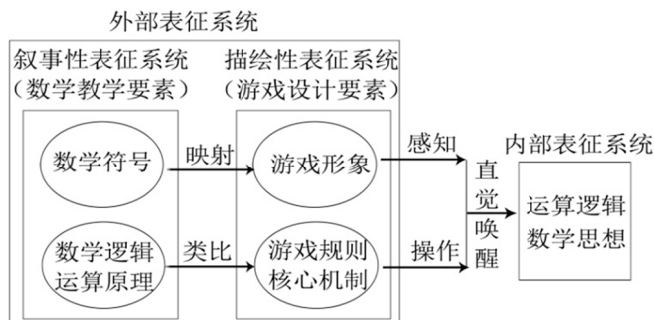 外部表征系统
叙事性表征系统
（数学教学要素）
描绘性表征系统
（游戏设计要素）
数学符号
映射
游戏形象
感知
数学逻辑
运算原理
类比
游戏规则
核心机制
操作
直觉唤醒
内部表征系统
运算逻辑
数学思想